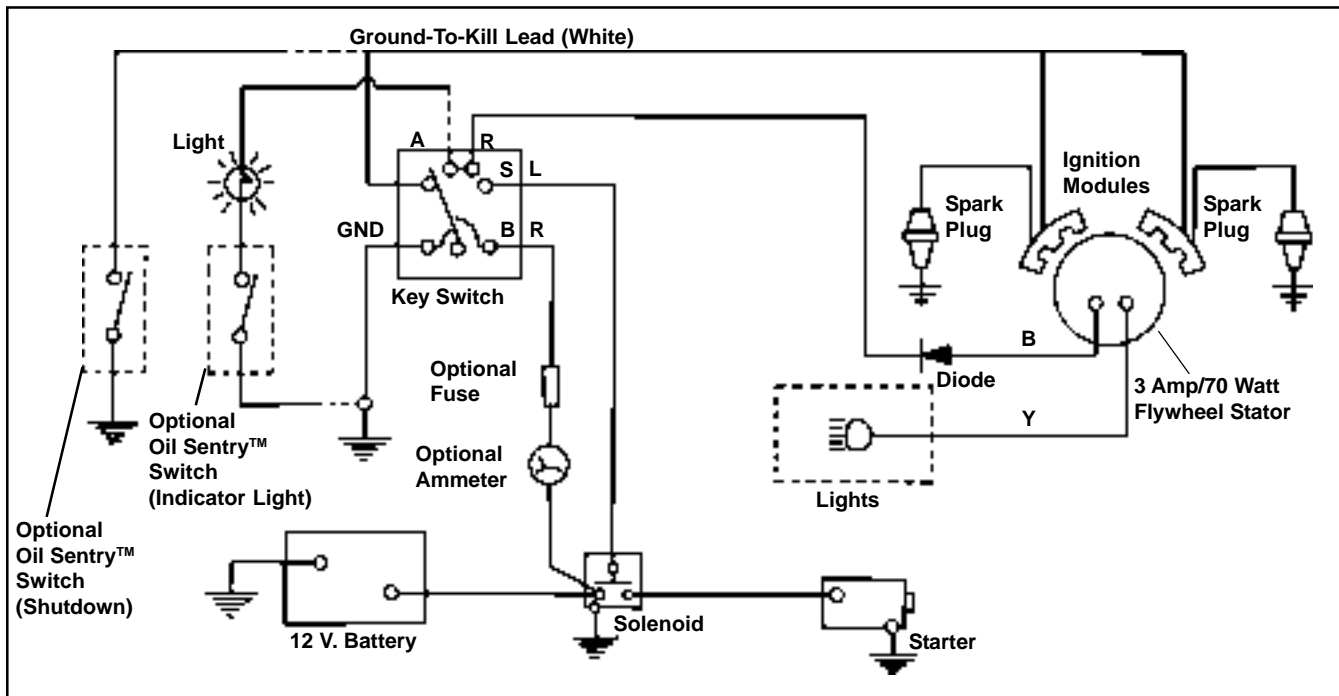 Ground-To-Kill Lead (White)
Light
A
R
S
L
GND
B
R
Key Switch
Spark
Plug
Ignition
Modules
Spark
Plug
B
Diode
3 Amp/70 Watt
Flywheel Stator
Y
Lights
Optional
Fuse
Optional
Ammeter
Optional
Oil Sentry™
Switch
(Indicator Light)
Optional
Oil Sentry™
Switch
(Shutdown)
12 V. Battery
Solenoid
Starter